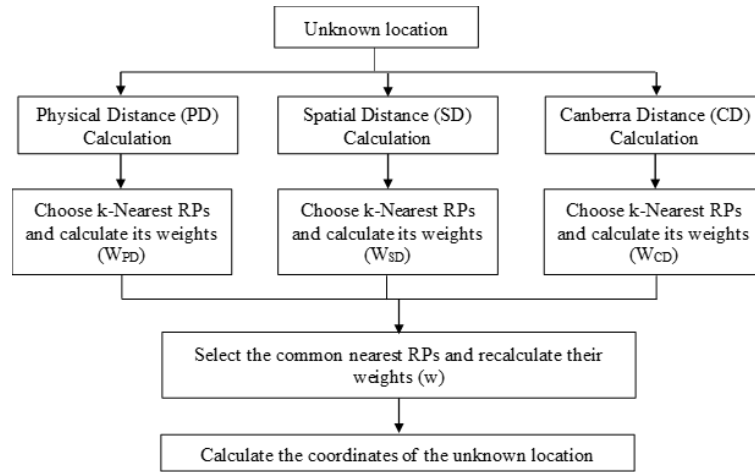 Unknown location
Physical Distance (PD)
Calculation
Spatial Distance (SD)
Calculation
Canberra Distance (CD)
Calculation
Choose k-Nearest RPs
and calculate its weights
(WPD)
Choose k-Nearest RPs
and calculate its weights
(WSD)
Choose k-Nearest RPs
and calculate its weights
(WCD)
Select the common nearest RPs and recalculate their
weights (w)
Calculate the coordinates of the unknown location